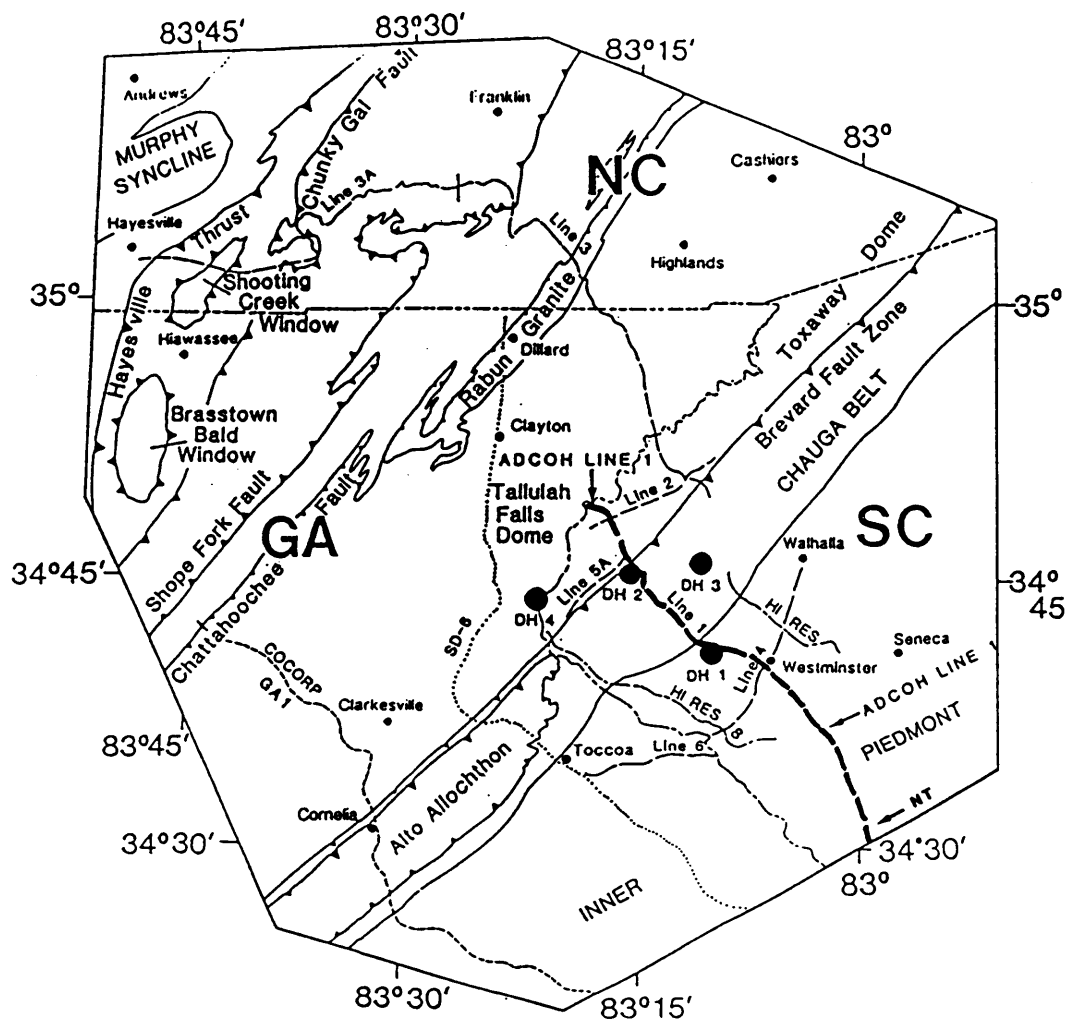 83°45'
83°30'
83°15'
83°
Andrews
MURPHY
SYNCLINE
Hayesville
Thrust
Chunky Gal Fault
Franklin
Line 3A
NC
Line 3
Cashiers
Highlands
Dome
Toxaway
35°
35°
Shooting
Creek
Window
Hiawassee
Hayesville
Brasstown
Bald
Window
Rabun Granite
Dillard
Clayton
ADCOH LINE 1
Tallulah
Falls
Dome
Line 2
Brevard Fault Zone
CHAUGA BELT
Shope Fork Fault
GA
Chattahoochee Fault
SC
Walhalla
34°45'
34°
45
Line 5A
DH 2
DH 3
DH 4
SD-6
Line 1
HI RES
Seneca
DH 1
Line 4
Westminster
ADCOH LINE
PIEDMONT
COCORP
GA1
Clarkesville
HI RES 8
Line 6
Toccoa
83°45'
Alto Allochthon
Cornelia
34°30'
NT
34°30'
83°
INNER
83°30'
83°15'